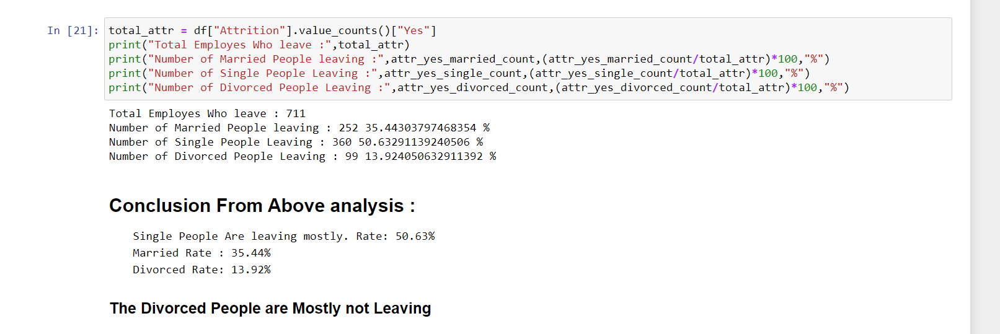 In [21]: total_attr = df["Attrition"].value_counts()["Yes"]
print("Total Employes Who leave :",total_attr)
print("Number of Married People leaving :",attr_yes_married_count,(attr_yes_married_count/total_attr)*100,"%")
print("Number of Single People Leaving :",attr_yes_single_count,(attr_yes_single_count/total_attr)*100,"%")
print("Number of Divorced People Leaving :",attr_yes_divorced_count,(attr_yes_divorced_count/total_attr)*100,"%")
Total Employes Who leave : 711
Number of Married People leaving : 252 35.44303797468354 %
Number of Single People Leaving : 360 50.63291139240506 %
Number of Divorced People Leaving : 99 13.924050632911392 %
Conclusion From Above analysis :
Single People Are leaving mostly. Rate: 50.63%
Married Rate : 35.44%
Divorced Rate: 13.92%
The Divorced People are Mostly not Leaving